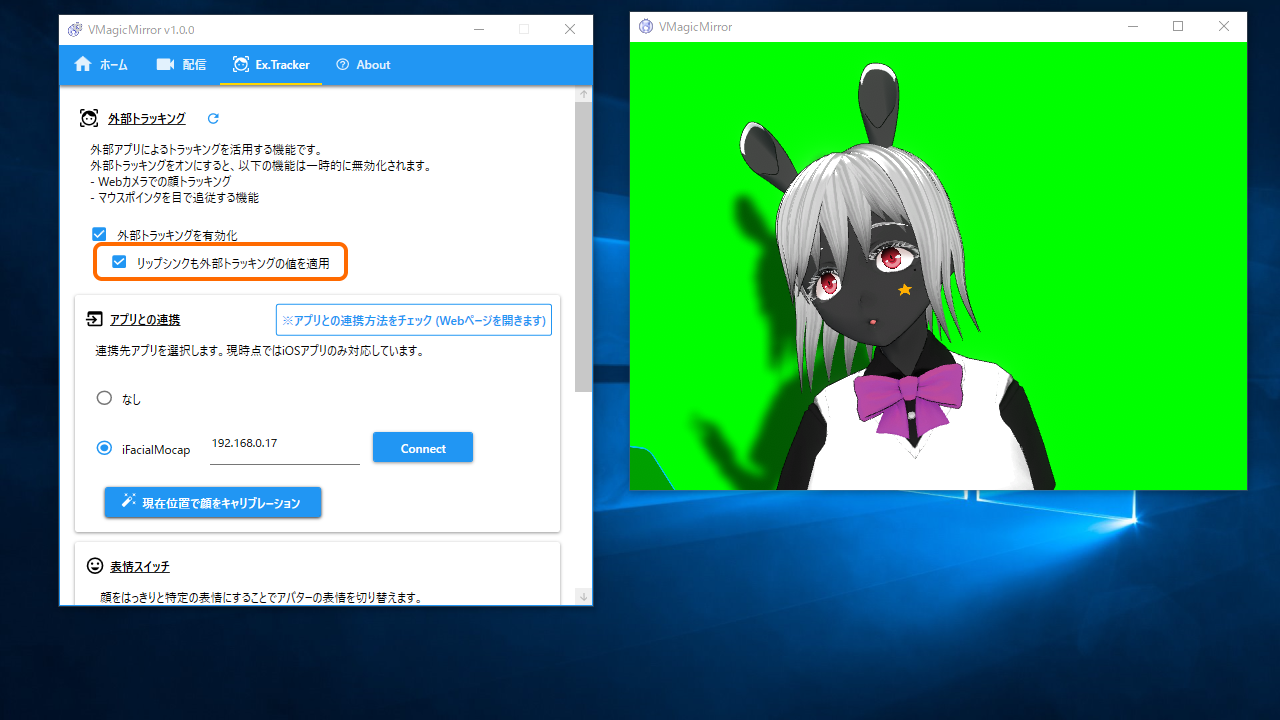 VMagicMirror v1.0.0
ホーム
配信
Ex.Tracker
About
外部トラッキング
外部アプリによるトラッキングを活用する機能です。
外部トラッキングをオンにすると、以下の機能は一時的に無効化されます。
- Webカメラでの顔トラッキング
- マウスポインタを目で追従する機能
外部トラッキングを有効化
リップシンクも外部トラッキングの値を適用
アプリとの連携
※アプリとの連携方法をチェック (Webページを開きます)
連携先アプリを選択します。現時点ではiOSアプリのみ対応しています。
なし
iFacialMocap
192.168.0.17
Connect
現在位置で顔をキャリブレーション
表情スイッチ
顔をはっきりと特定の表情にすることでアバターの表情を切り替えます。
VMagicMirror